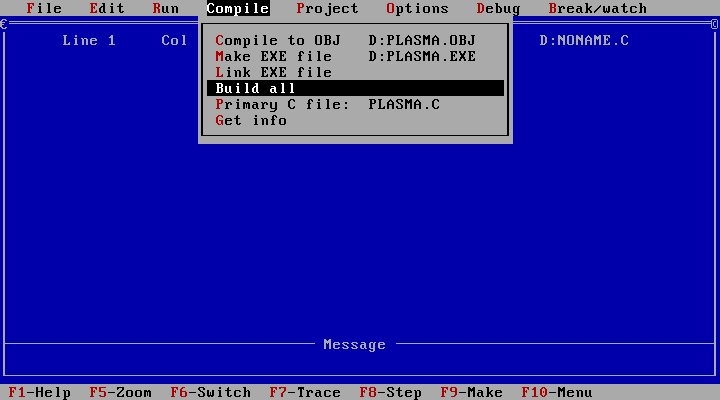 File Edit Run Compile Project Options Debug Break/watch
Line 1 Col D:NONAME.C
Compile to OBJ D:PLASMA.OBJ
Make EXE file D:PLASMA.EXE
Link EXE file
Build all
Primary C file: PLASMA.C
Get info
Message
F1-Help F5-Zoom F6-Switch F7-Trace F8-Step F9-Make F10-Menu